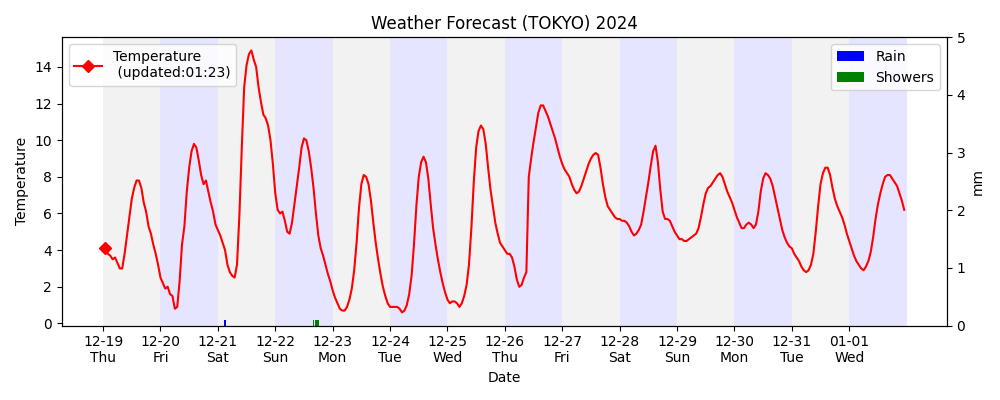 Weather Forecast (TOKYO) 2024
Temperature
(updated:01:23)
Rain
Showers
Temperature
14
12
10
8
6
4
2
0
5
4
3
2
1
0
mm
12-19 12-20 12-21 12-22 12-23 12-24 12-25 12-26 12-27 12-28 12-29 12-30 12-31 01-01
Thu Fri Sat Sun Mon Tue Wed Thu Fri Sat Sun Mon Tue Wed
Date